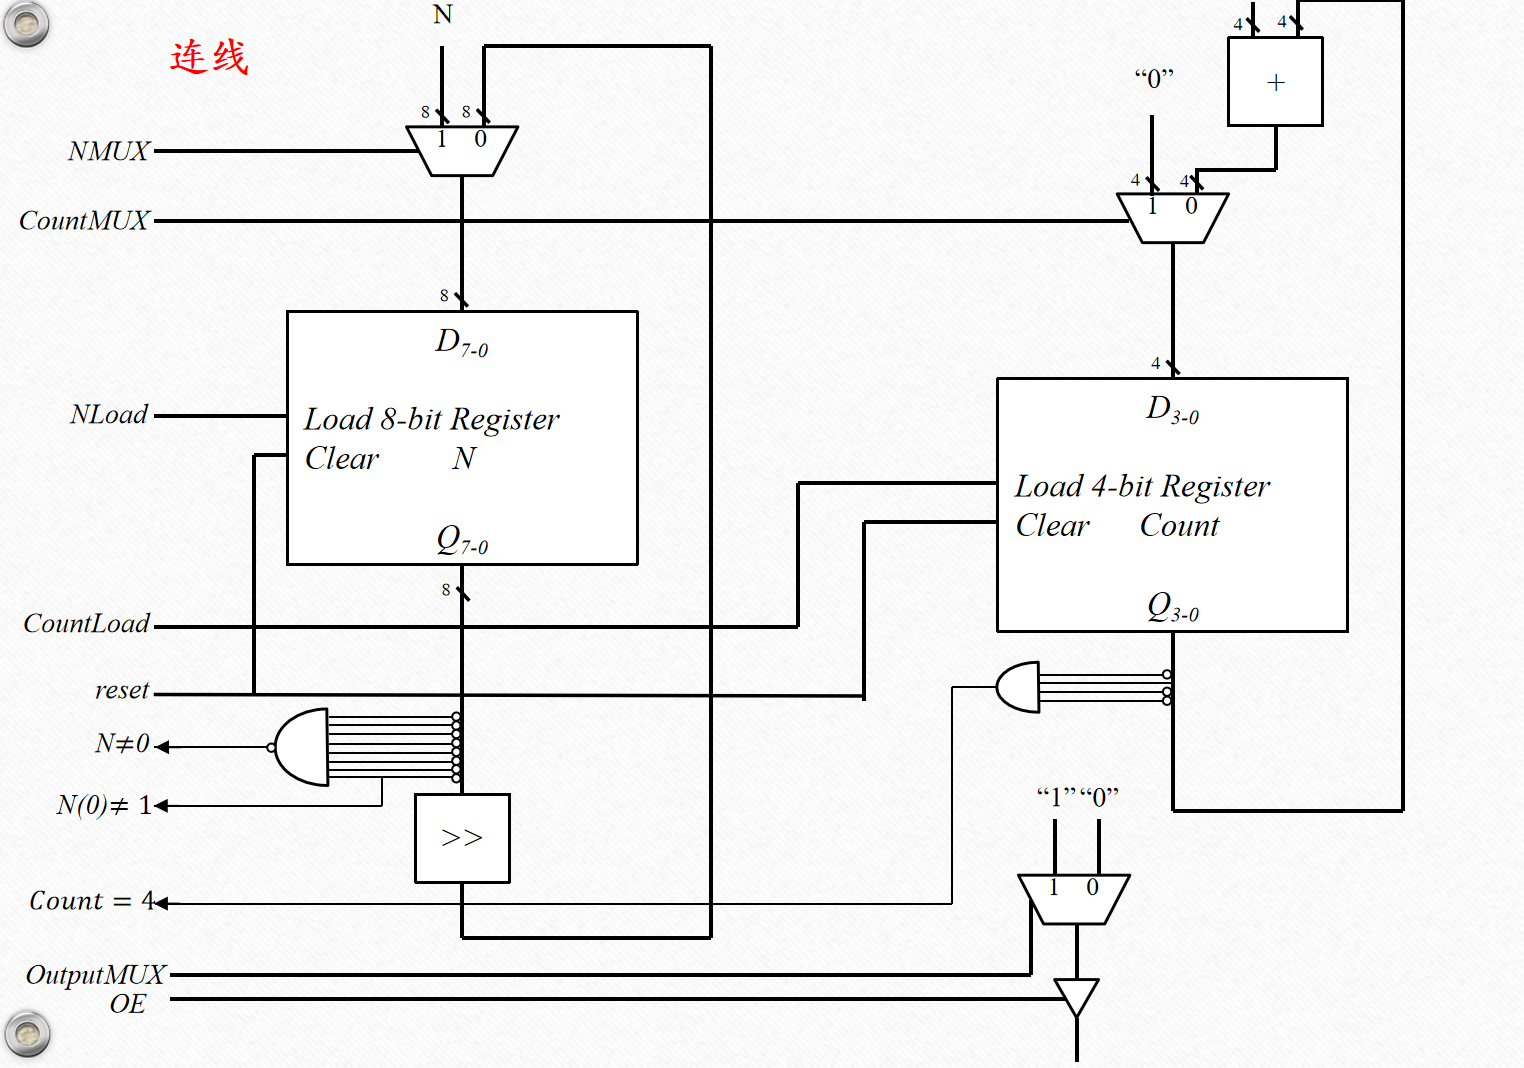 N
连线
4 4
+
“0”
8 8
1 0
NMUX
4 4
1 0
CountMUX
8
D7-0
4
D3-0
NLoad
Load 8-bit Register
Clear N
Load 4-bit Register
Clear Count
Q7-0
8
Q3-0
CountLoad
reset
N≠0
N(0)≠ 1
“1” “0”
>>
1 0
Count = 4
OutputMUX
OE